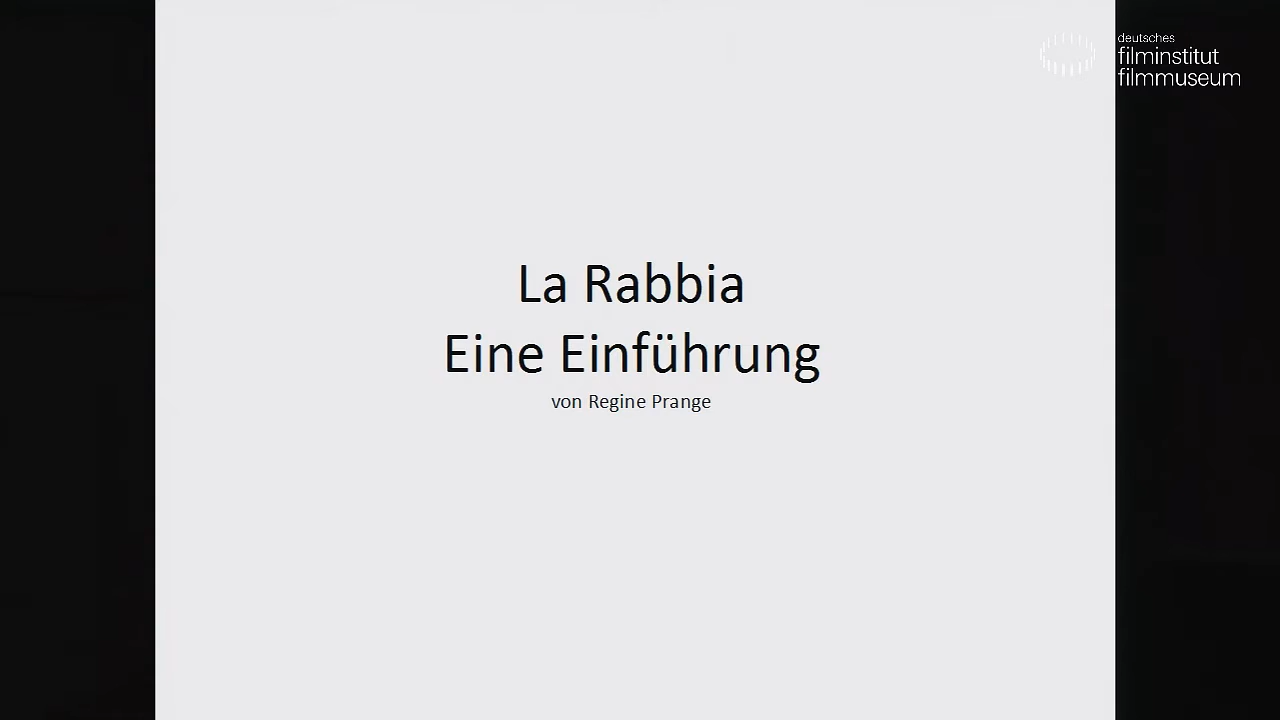 deutsches
filminstitut
filmmuseum
La Rabbia
Eine Einführung
von Regine Prange